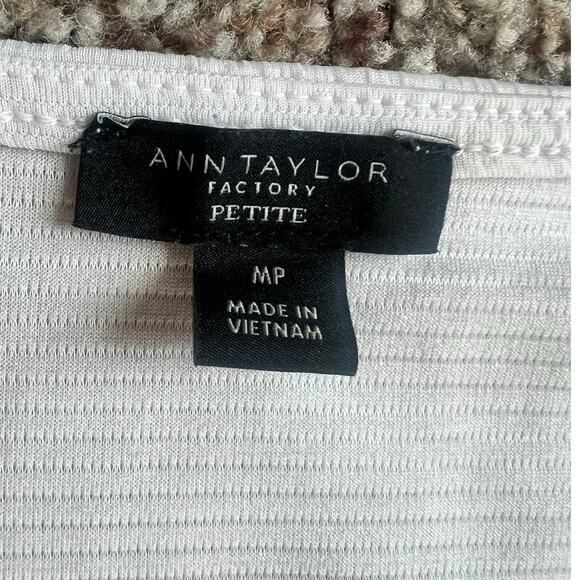 ANN TAYLOR
FACTORY
PETITE
MP
MADE IN
VIETNAM